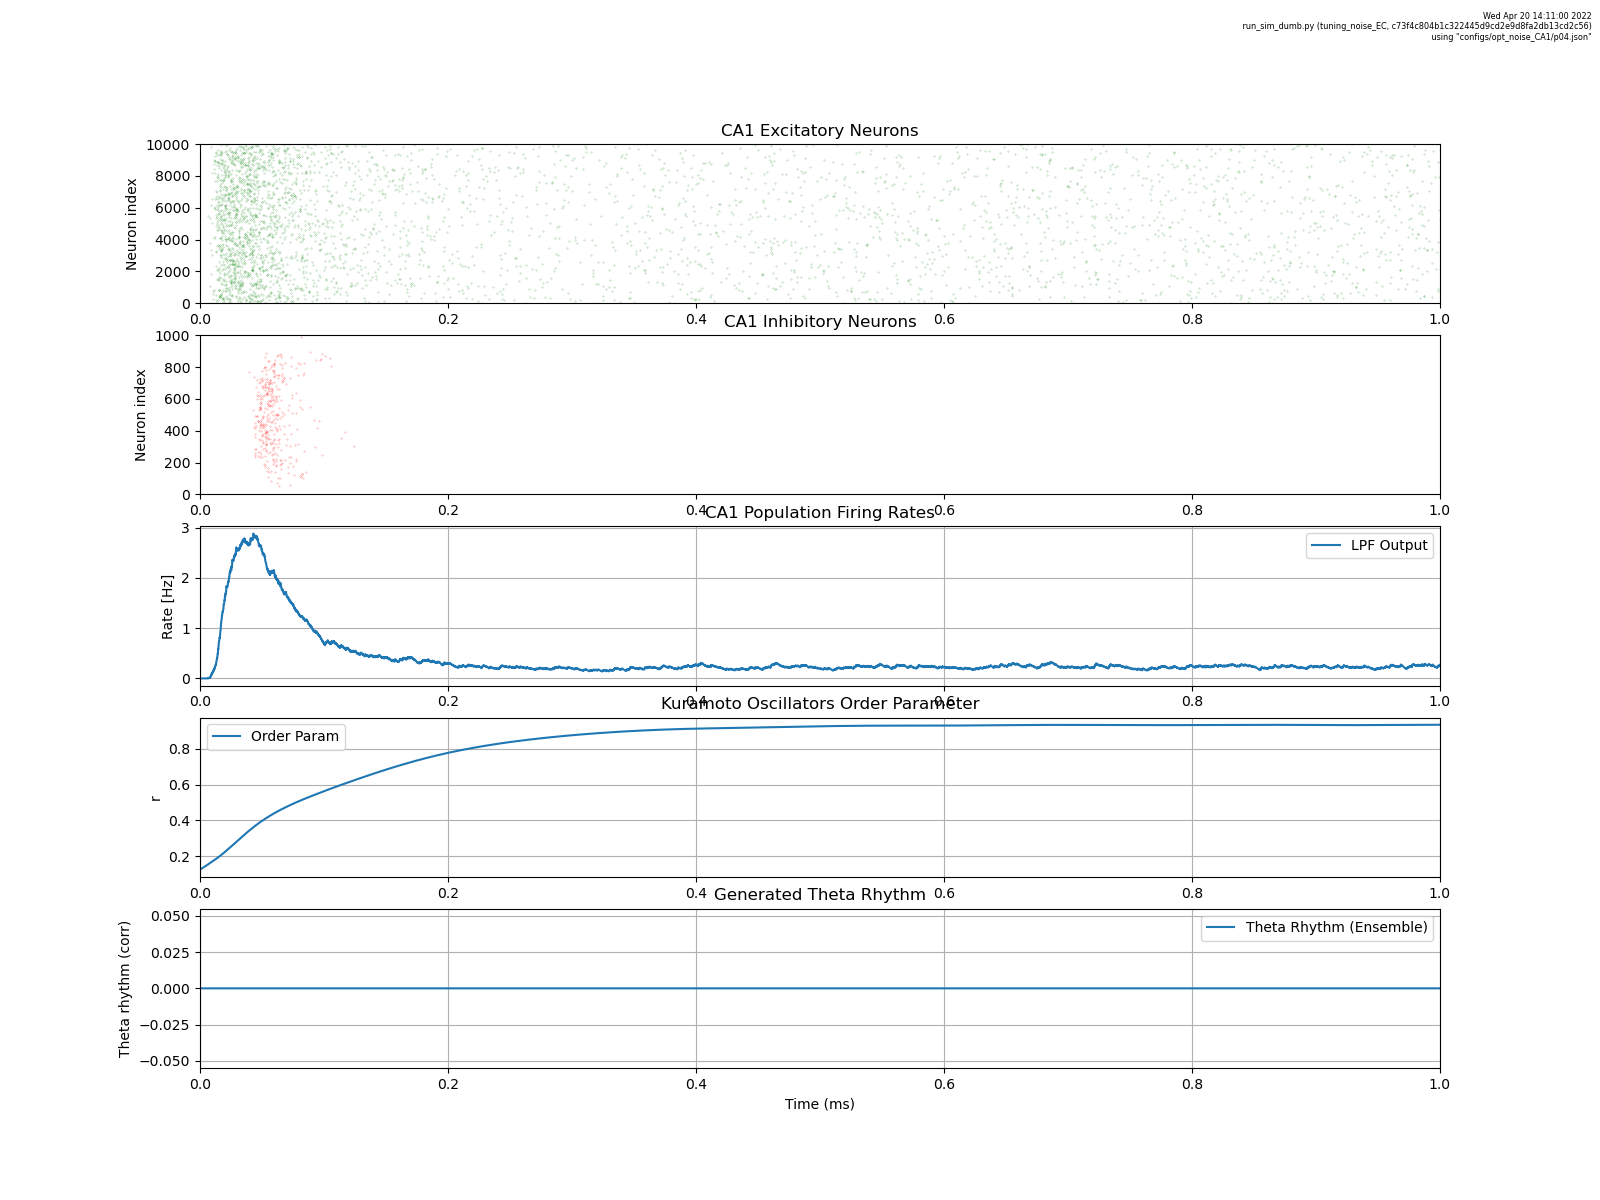 Wed Apr 20 14:11:00 2022
run_sim_dumb.py (tuning_noise_EC, c73f4c804b1c322445d9cd2e9d8fa2db13cd2c56)
using "configs/opt_noise_CA1/p04.json"
CA1 Excitatory Neurons
Neuron index
10000
8000
6000
4000
2000
0
0.0 0.2 0.4 0.6 0.8 1.0
CA1 Inhibitory Neurons
Neuron index
1000
800
600
400
200
0
0.0 0.2 0.4 0.6 0.8 1.0
CA1 Population Firing Rates
Rate [Hz]
3
2
1
0
LPF Output
0.0 0.2 0.4 0.6 0.8 1.0
Kuramoto Oscillators Order Parameter
r
0.8
0.6
0.4
0.2
Order Param
0.0 0.2 0.4 0.6 0.8 1.0
Generated Theta Rhythm
Theta rhythm (corr)
0.050
0.025
0.000
−0.025
−0.050
Theta Rhythm (Ensemble)
0.0 0.2 0.4 0.6 0.8 1.0
Time (ms)